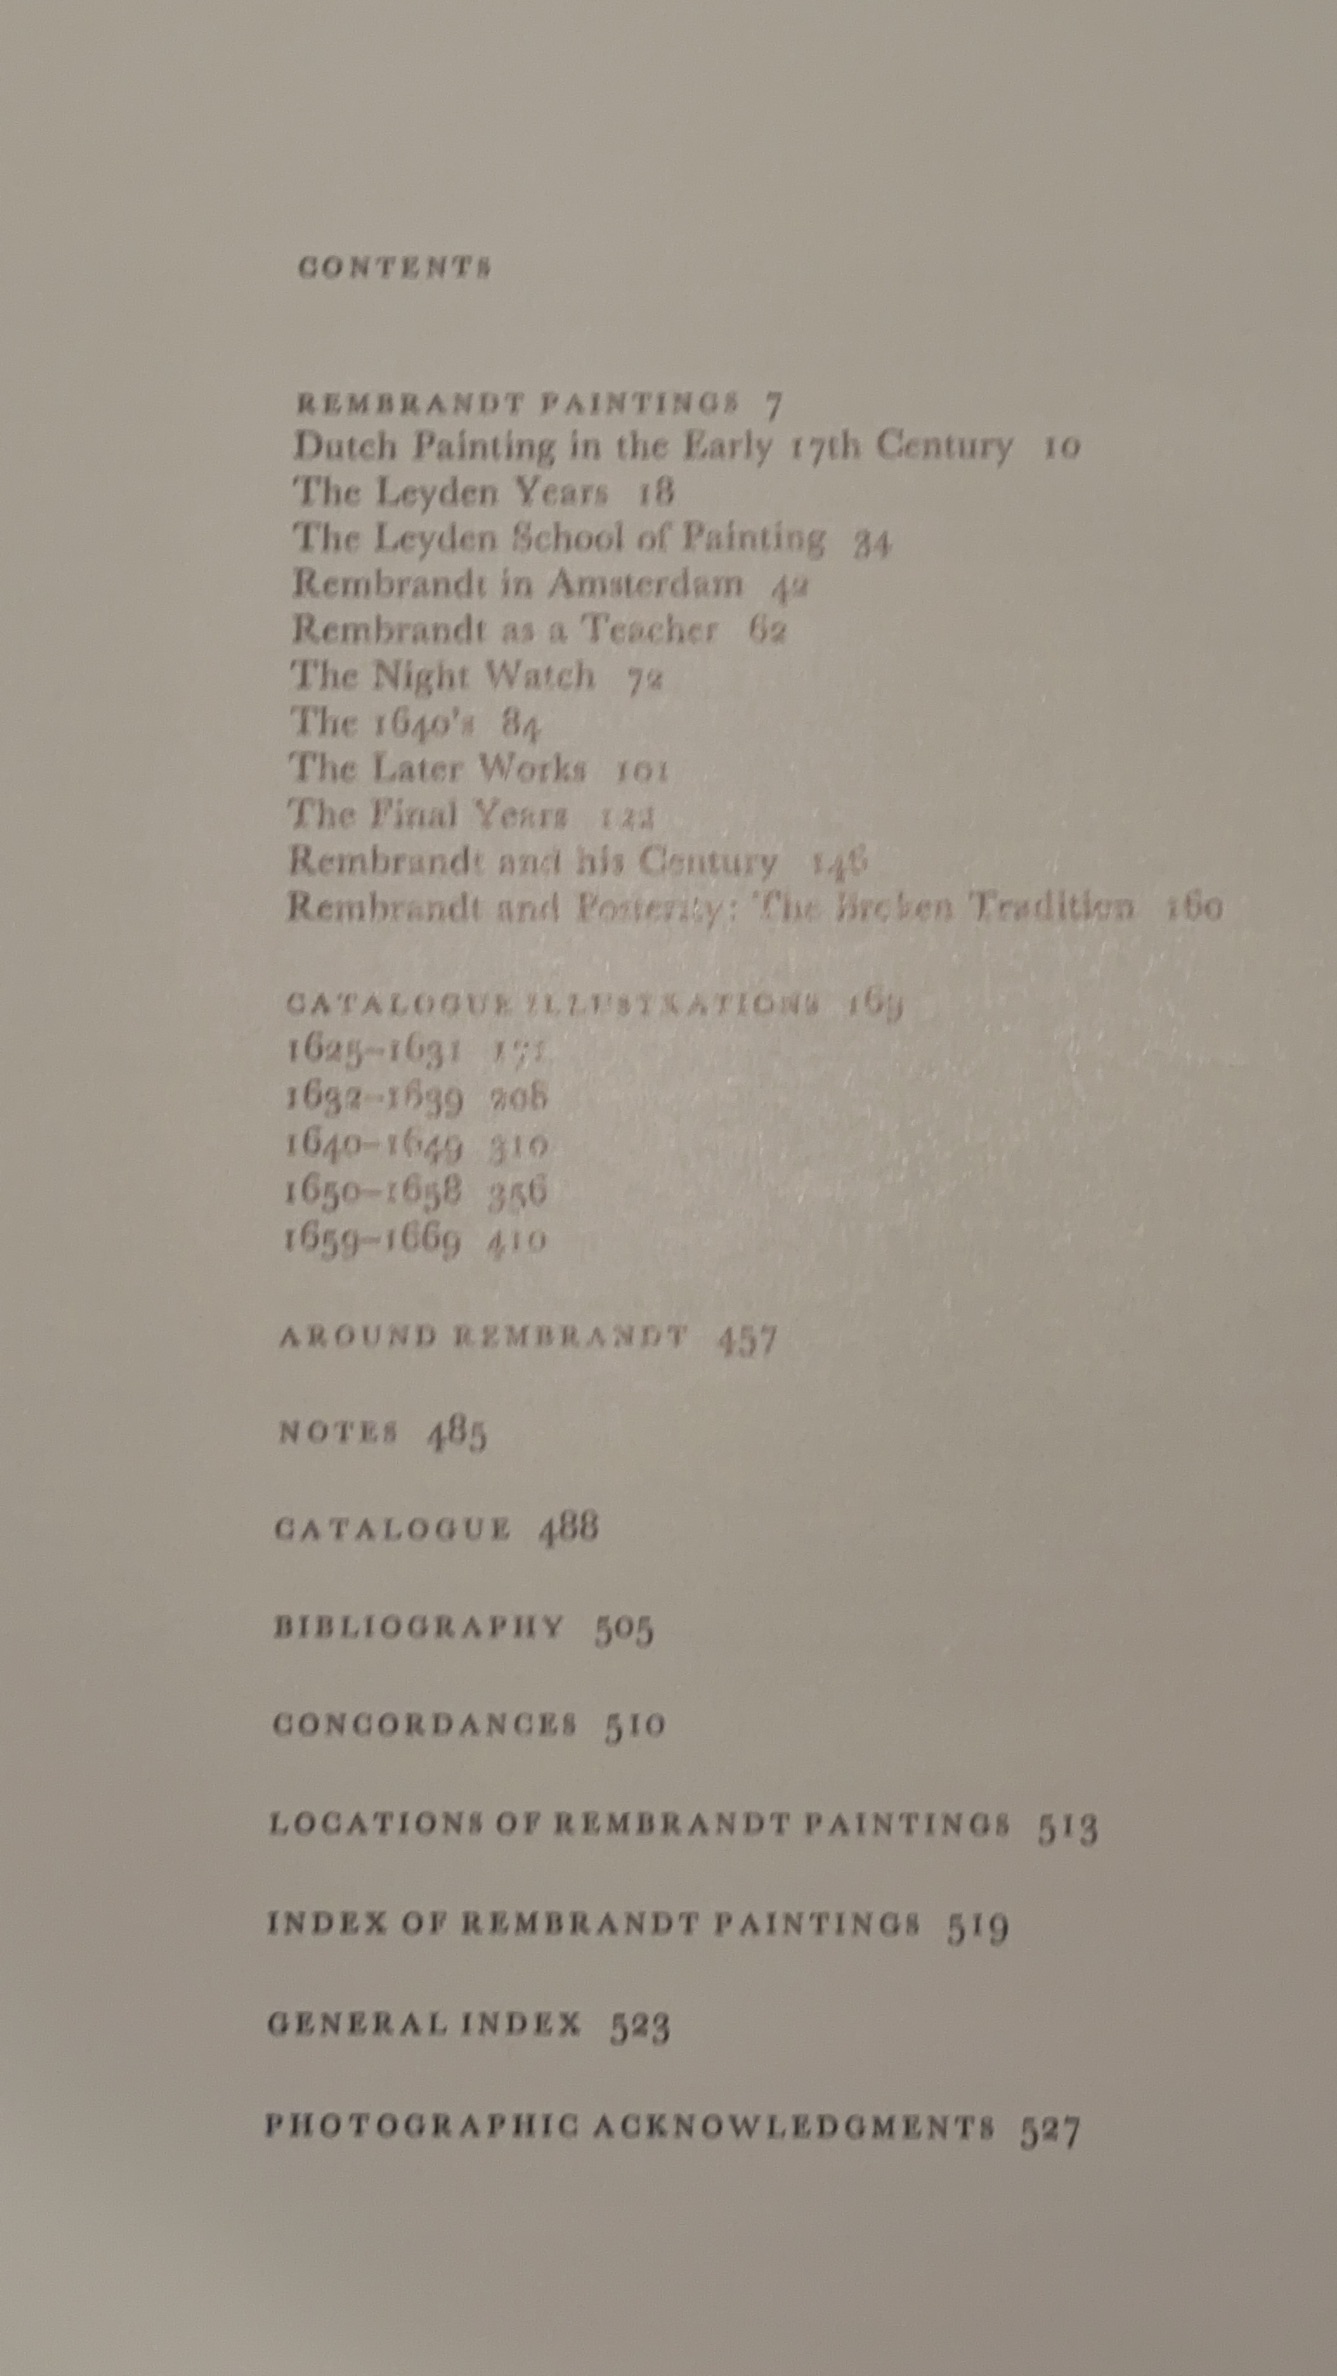 CONTENTS
REMBRANDT PAINTINGS 7
Dutch Painting in the Early 17th Century 10
The Leyden Years 18
The Leyden School of Painting 34
Rembrandt in Amsterdam 42
Rembrandt as a Teacher 62
The Night Watch 72
The 1640's 84
The Later Works 101
The Final Years
Rembrandt and his Century
Rembrandt and Posterity: The Broken Tradition 160
CATALOGUE ILLUSTRATIONS 169
1625–1631 171
1632–1639 208
1640–1649 310
1650–1658 356
1659–1669 410
AROUND REMBRANDT 457
NOTES 485
CATALOGUE 488
BIBLIOGRAPHY 505
CONCORDANCES 510
LOCATIONS OF REMBRANDT PAINTINGS 513
INDEX OF REMBRANDT PAINTINGS 519
GENERAL INDEX 523
PHOTOGRAPHIC ACKNOWLEDGMENTS 527